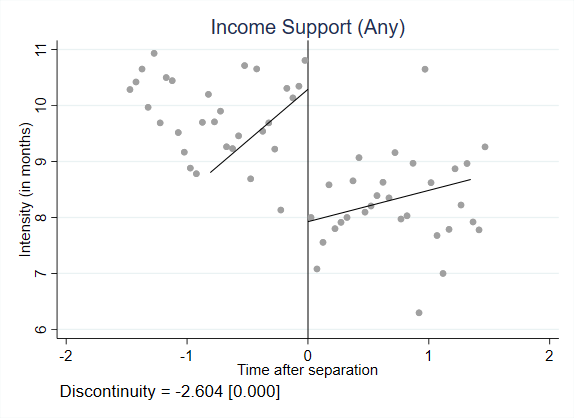 Income Support (Any)
Intensity (in months)
11
10
9
8
7
6
-2
-1
0
1
2
Time after separation
Discontinuity = -2.604 [0.000]